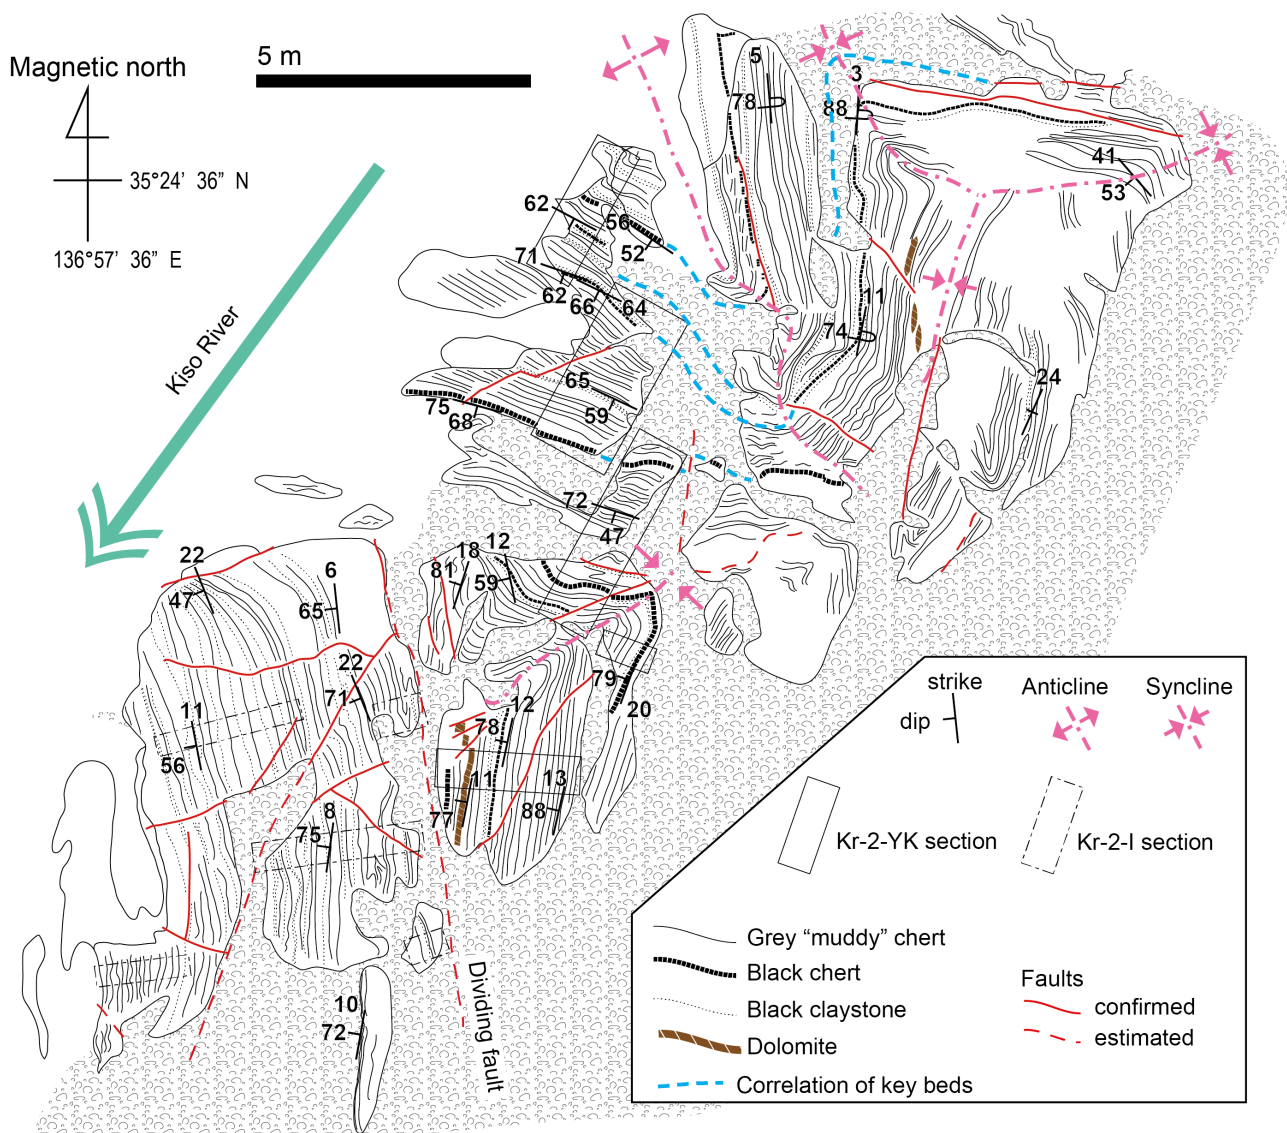 5 m
Magnetic north
35°24’ 36” N
136°57’ 36” E
Kiso River
5
78
3
88
41
53
62
56
52
71
62
66
64
11
74
65
59
75
68
24
72
47
22
47
6
65
81
18
12
59
22
71
79
20
12
78
11
56
11
77
13
88
8
75
10
72
Dividing fault
strike
dip
Anticline
Syncline
Kr-2-YK section
Kr-2-I section
Grey “muddy” chert
Black chert
Black claystone
Dolomite
Correlation of key beds
Faults
confirmed
estimated